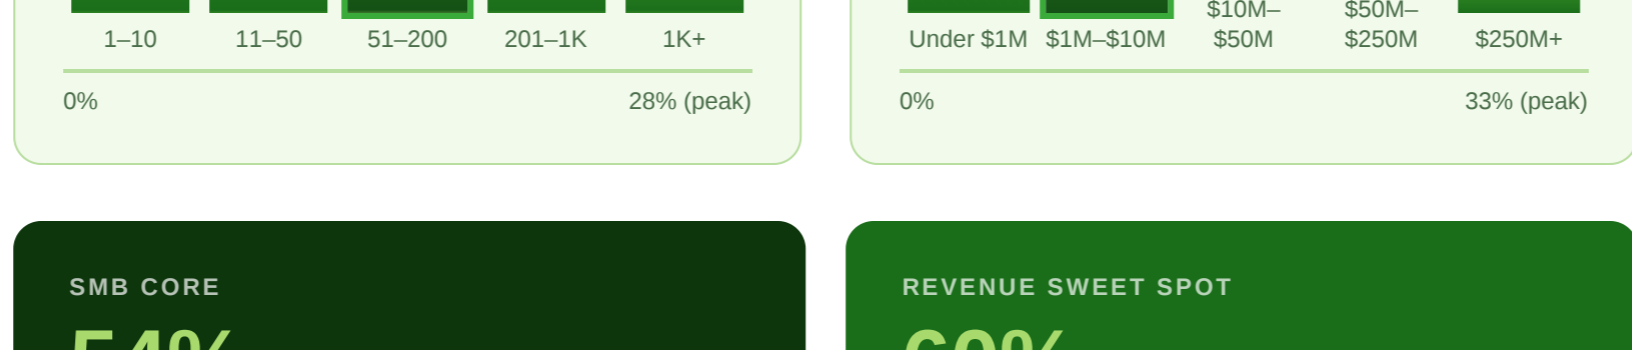 1–10 11–50 51–200 201–1K 1K+
0% 28% (peak)
Under $1M $1M–$10M $10M–$50M $50M–$250M $250M+
0% 33% (peak)
SMB CORE
54%
REVENUE SWEET SPOT